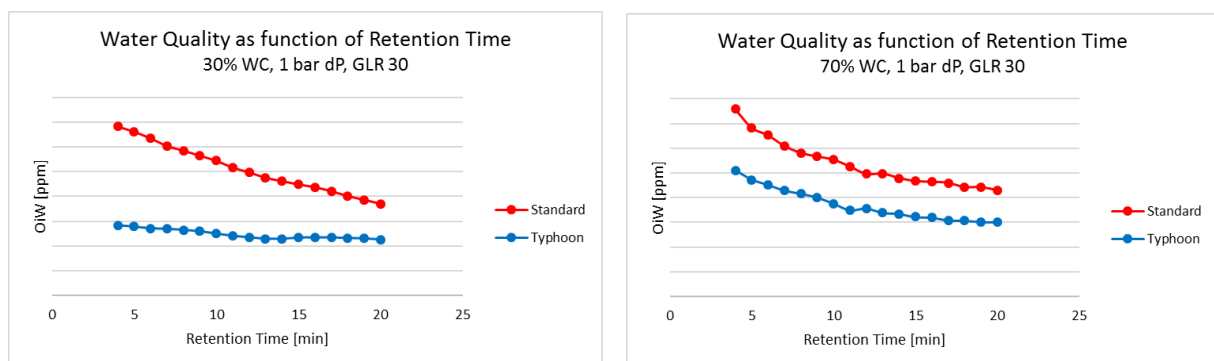 Water Quality as function of Retention Time
30% WC, 1 bar dP, GLR 30
OiW [ppm]
Standard
Typhoon
0 5 10 15 20 25
Retention Time [min]
Water Quality as function of Retention Time
70% WC, 1 bar dP, GLR 30
OiW [ppm]
Standard
Typhoon
0 5 10 15 20 25
Retention Time [min]